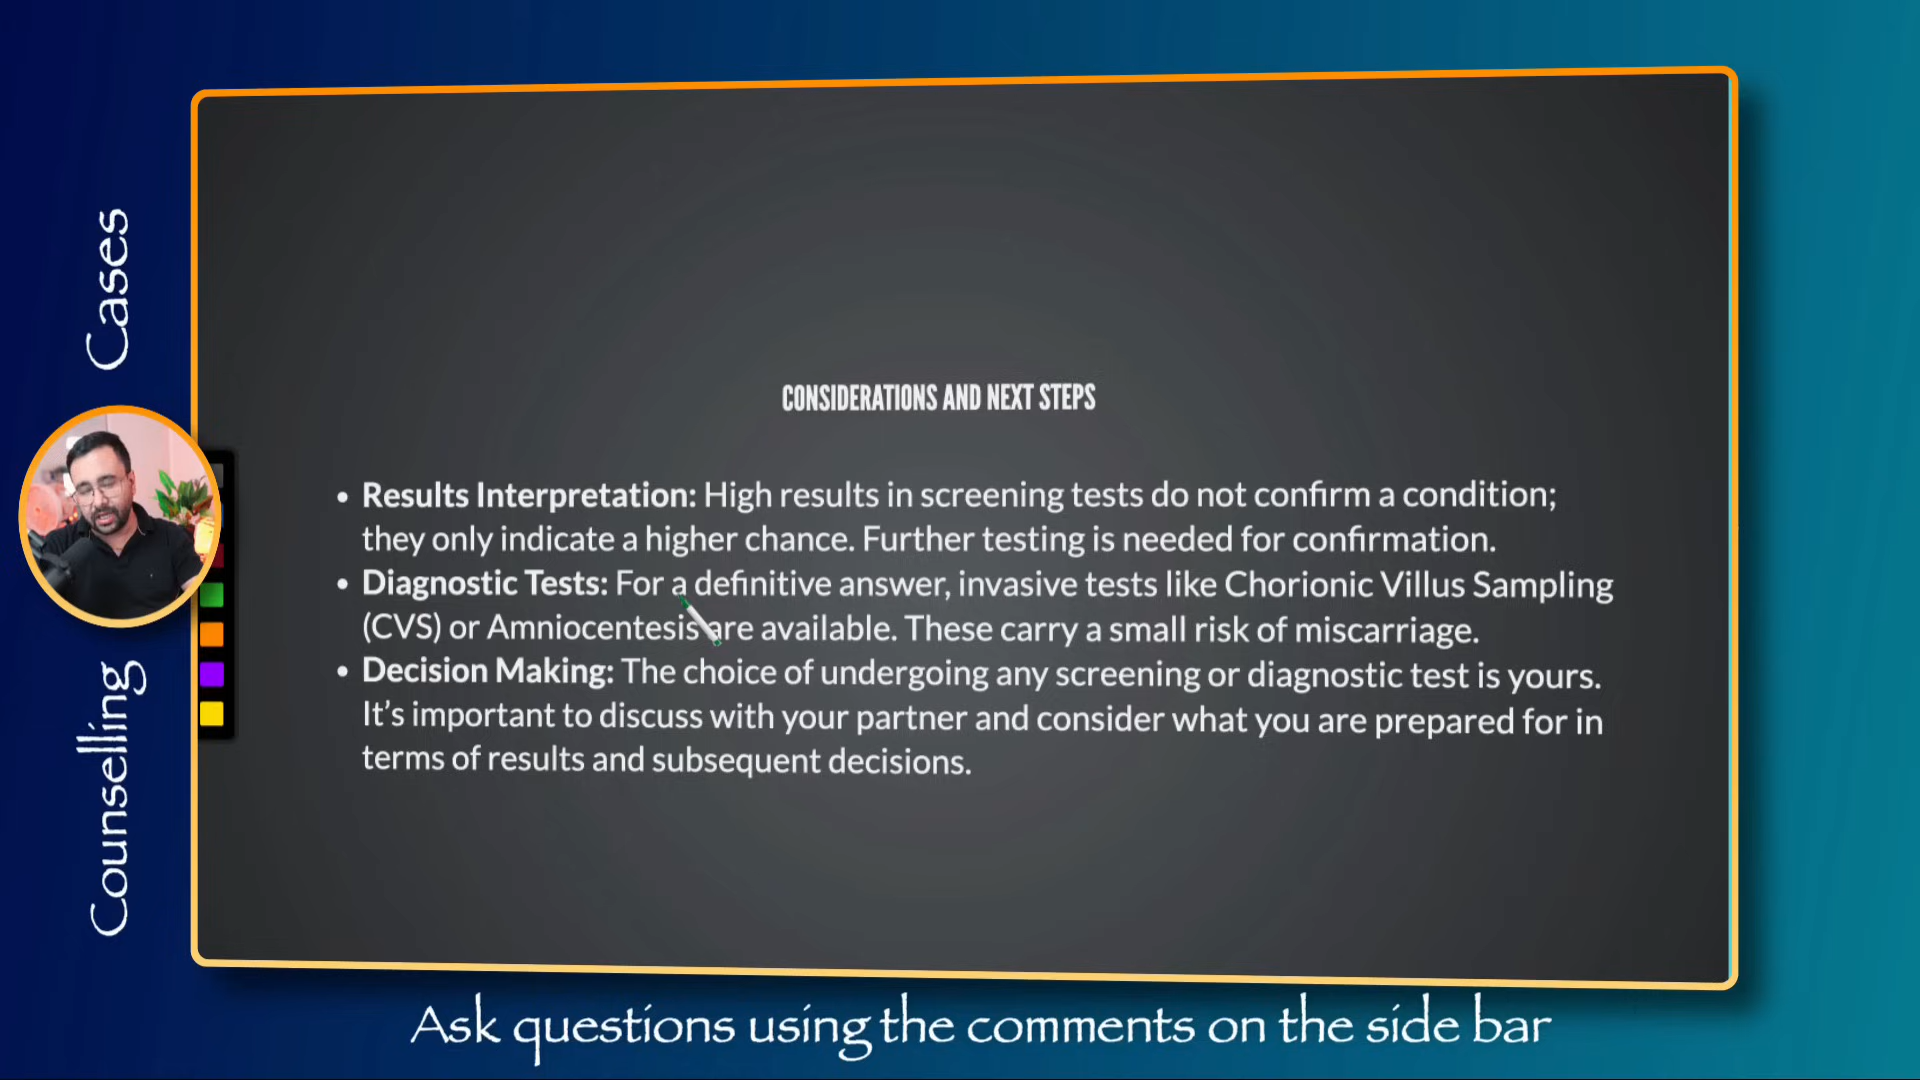 Counselling Cases
CONSIDERATIONS AND NEXT STEPS
• Results Interpretation: High results in screening tests do not confirm a condition;
they only indicate a higher chance. Further testing is needed for confirmation.
• Diagnostic Tests: For a definitive answer, invasive tests like Chorionic Villus Sampling
(CVS) or Amniocentesis are available. These carry a small risk of miscarriage.
• Decision Making: The choice of undergoing any screening or diagnostic test is yours.
It’s important to discuss with your partner and consider what you are prepared for in
terms of results and subsequent decisions.
Ask questions using the comments on the side bar